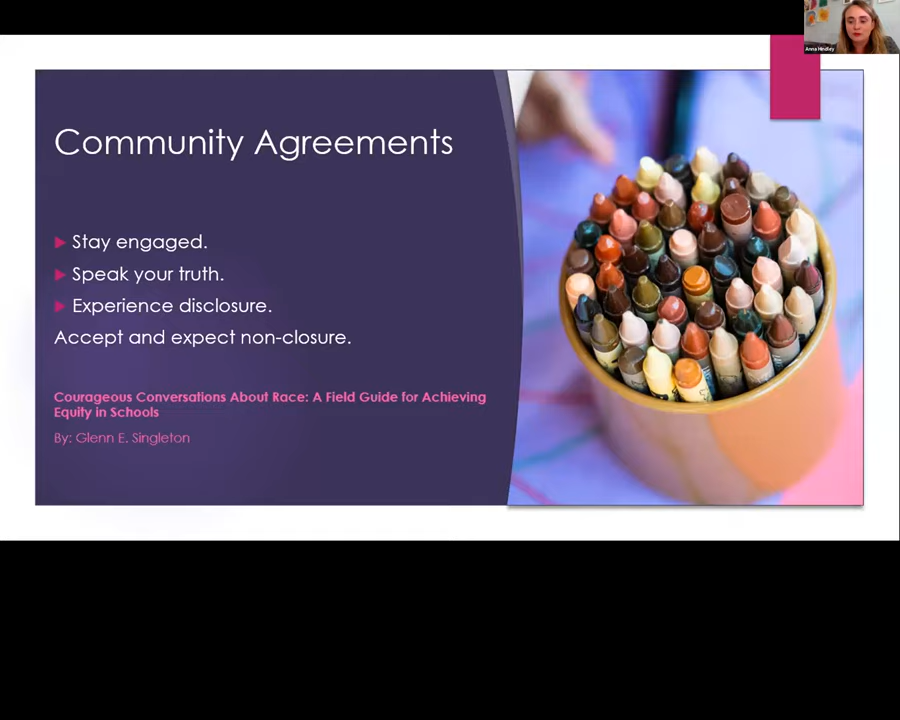 Anna Hindley
Community Agreements
Stay engaged.
Speak your truth.
Experience disclosure.
Accept and expect non-closure.
Courageous Conversations About Race: A Field Guide for Achieving
Equity in Schools
By: Glenn E. Singleton